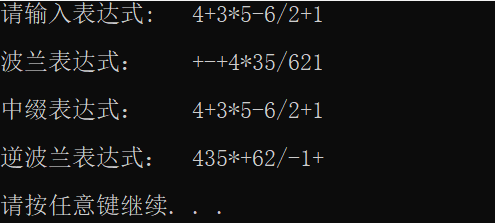 请输入表达式:    4+3*5-6/2+1
波兰表达式：    +-+4*35/621
中缀表达式：    4+3*5-6/2+1
逆波兰表达式：  435*+62/-1+
请按任意键继续. . .